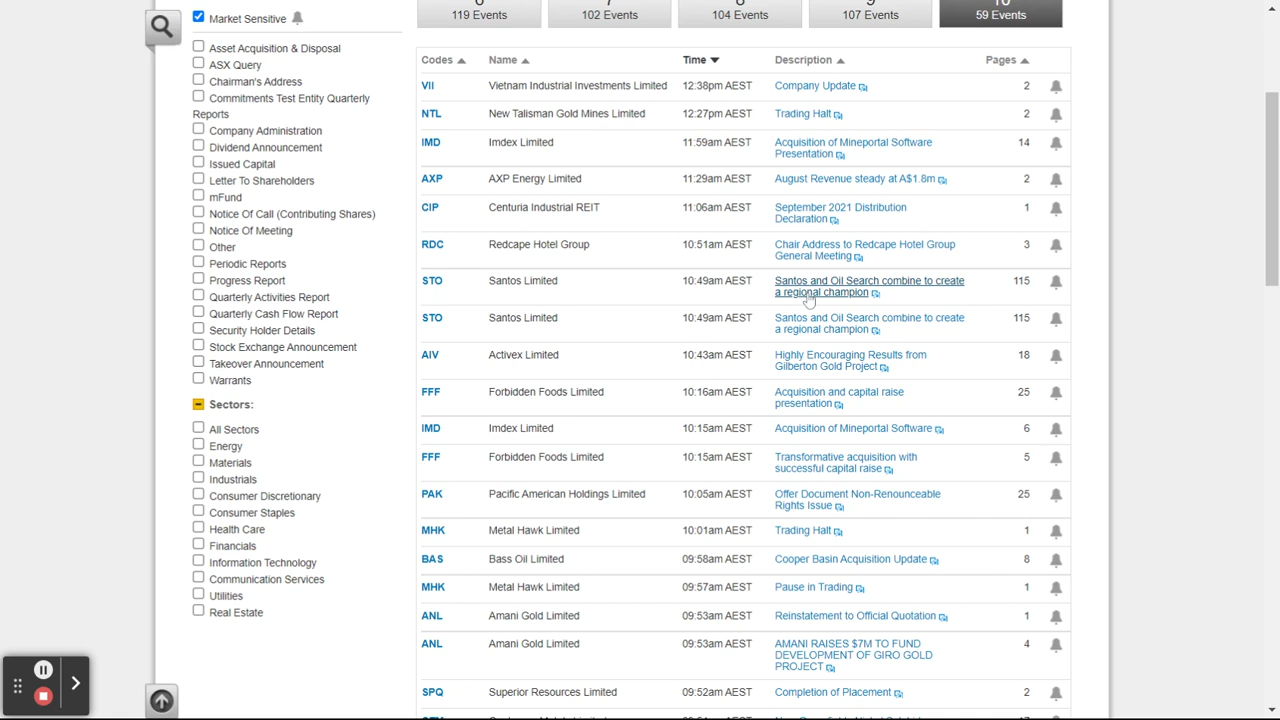 Market Sensitive
Asset Acquisition & Disposal
ASX Query
Chairman's Address
Commitments Test Entity Quarterly
Reports
Company Administration
Dividend Announcement
Issued Capital
Letter To Shareholders
mFund
Notice Of Call (Contributing Shares)
Notice Of Meeting
Other
Periodic Reports
Progress Report
Quarterly Activities Report
Quarterly Cash Flow Report
Security Holder Details
Stock Exchange Announcement
Takeover Announcement
Warrants
Sectors:
All Sectors
Energy
Materials
Industrials
Consumer Discretionary
Consumer Staples
Health Care
Financials
Information Technology
Communication Services
Utilities
Real Estate
119 Events 102 Events 104 Events 107 Events 59 Events
Codes Name Time Description Pages
VII Vietnam Industrial Investments Limited 12:38pm AEST Company Update 2
NTL New Talisman Gold Mines Limited 12:27pm AEST Trading Halt 2
IMD Imdex Limited 11:59am AEST Acquisition of Mineportal Software 14
Presentation
AXP AXP Energy Limited 11:29am AEST August Revenue steady at A$1.8m 2
CIP Centuria Industrial REIT 11:06am AEST September 2021 Distribution 1
Declaration
RDC Redcape Hotel Group 10:51am AEST Chair Address to Redcape Hotel Group 3
General Meeting
STO Santos Limited 10:49am AEST Santos and Oil Search combine to create 115
a regional champion
STO Santos Limited 10:49am AEST Santos and Oil Search combine to create 115
a regional champion
AIV Activex Limited 10:43am AEST Highly Encouraging Results from 18
Gilberton Gold Project
FFF Forbidden Foods Limited 10:16am AEST Acquisition and capital raise 25
presentation
IMD Imdex Limited 10:15am AEST Acquisition of Mineportal Software 6
FFF Forbidden Foods Limited 10:15am AEST Transformative acquisition with 5
successful capital raise
PAK Pacific American Holdings Limited 10:05am AEST Offer Document Non-Renounceable 25
Rights Issue
MHK Metal Hawk Limited 10:01am AEST Trading Halt 1
BAS Bass Oil Limited 09:58am AEST Cooper Basin Acquisition Update 8
MHK Metal Hawk Limited 09:57am AEST Pause in Trading 1
ANL Amani Gold Limited 09:53am AEST Reinstatement to Official Quotation 1
ANL Amani Gold Limited 09:53am AEST AMANI RAISES $7M TO FUND 4
DEVELOPMENT OF GIRO GOLD
PROJECT
SPQ Superior Resources Limited 09:52am AEST Completion of Placement 2